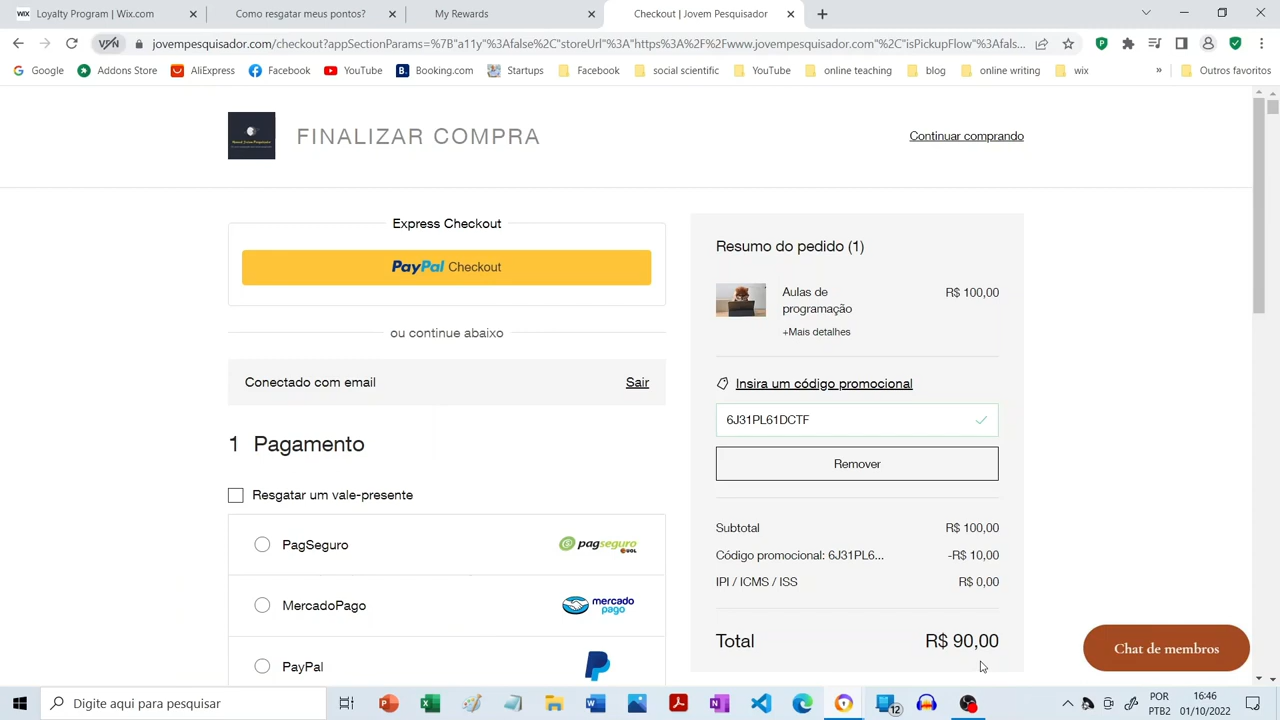 WIX Loyalty Program | Wix.com
Como resgatar meus pontos?
My Rewards
Checkout | Jovem Pesquisador
VPN
jovempesquisador.com/checkout?appSectionParams=%7B"a11y"%3Afalse%2C"storeUrl"%3A"https%3A%2F%2Fwww.jovempesquisador.com"%2C"isPickupFlow"%3Afals...
Google
Addons Store
AliExpress
Facebook
YouTube
Booking.com
Startups
Facebook
social scientific
YouTube
online teaching
blog
online writing
wix
»
Outros favoritos
FINALIZAR COMPRA
Continuar comprando
Express Checkout
PayPal Checkout
ou continue abaixo
Conectado com email
Sair
1 Pagamento
Resgatar um vale-presente
PagSeguro
pagseguro
UOL
MercadoPago
mercado
pago
PayPal
Resumo do pedido (1)
Aulas de
programação
R$ 100,00
+Mais detalhes
Insira um código promocional
6J31PL61DCTF
Remover
Subtotal R$ 100,00
Código promocional: 6J31PL6... -R$ 10,00
IPI / ICMS / ISS R$ 0,00
Total R$ 90,00
Chat de membros
Digite aqui para pesquisar
12
POR
PTB2
16:46
01/10/2022